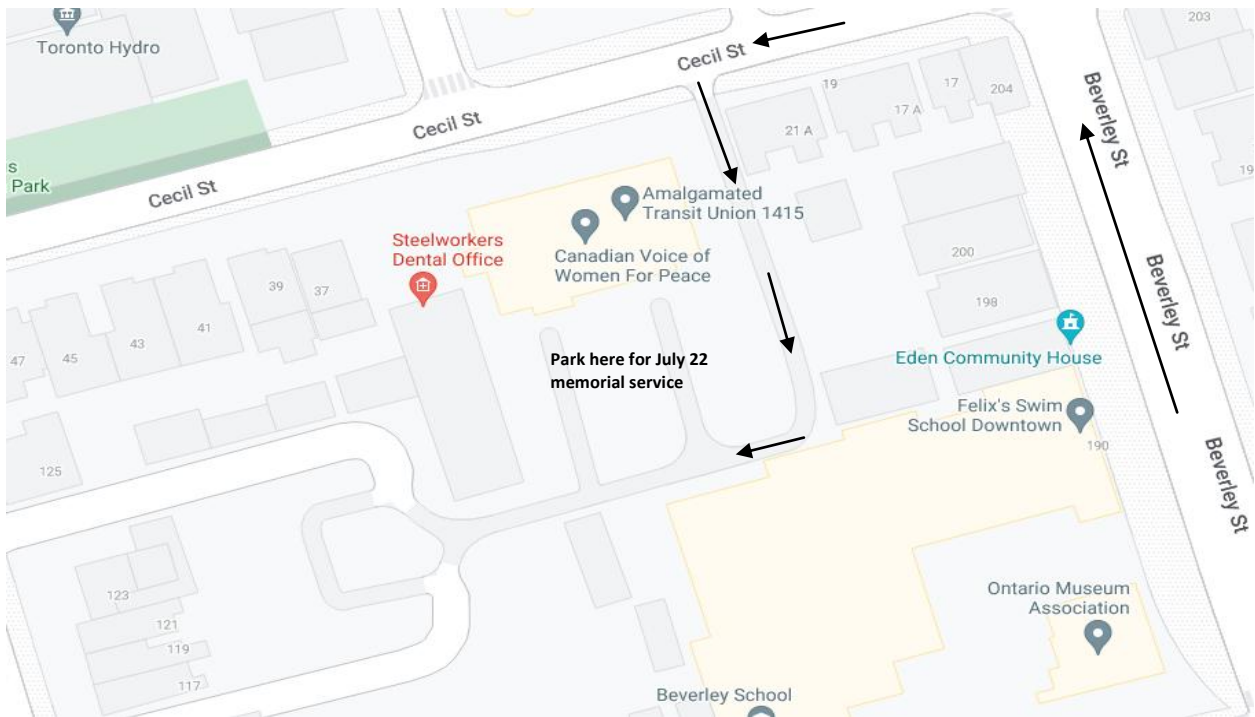 Toronto Hydro
Cecil St
Cecil St
Cecil St
s
Park
203
204
17
19
17 A
21 A
19
Beverley St
Beverley St
Beverley St
Beverley St
Amalgamated
Transit Union 1415
Canadian Voice of
Women For Peace
Steelworkers
Dental Office
39
37
41
43
45
47
200
198
Eden Community House
Park here for July 22
memorial service
Felix's Swim
School Downtown
190
125
123
121
119
117
Ontario Museum
Association
Beverley School